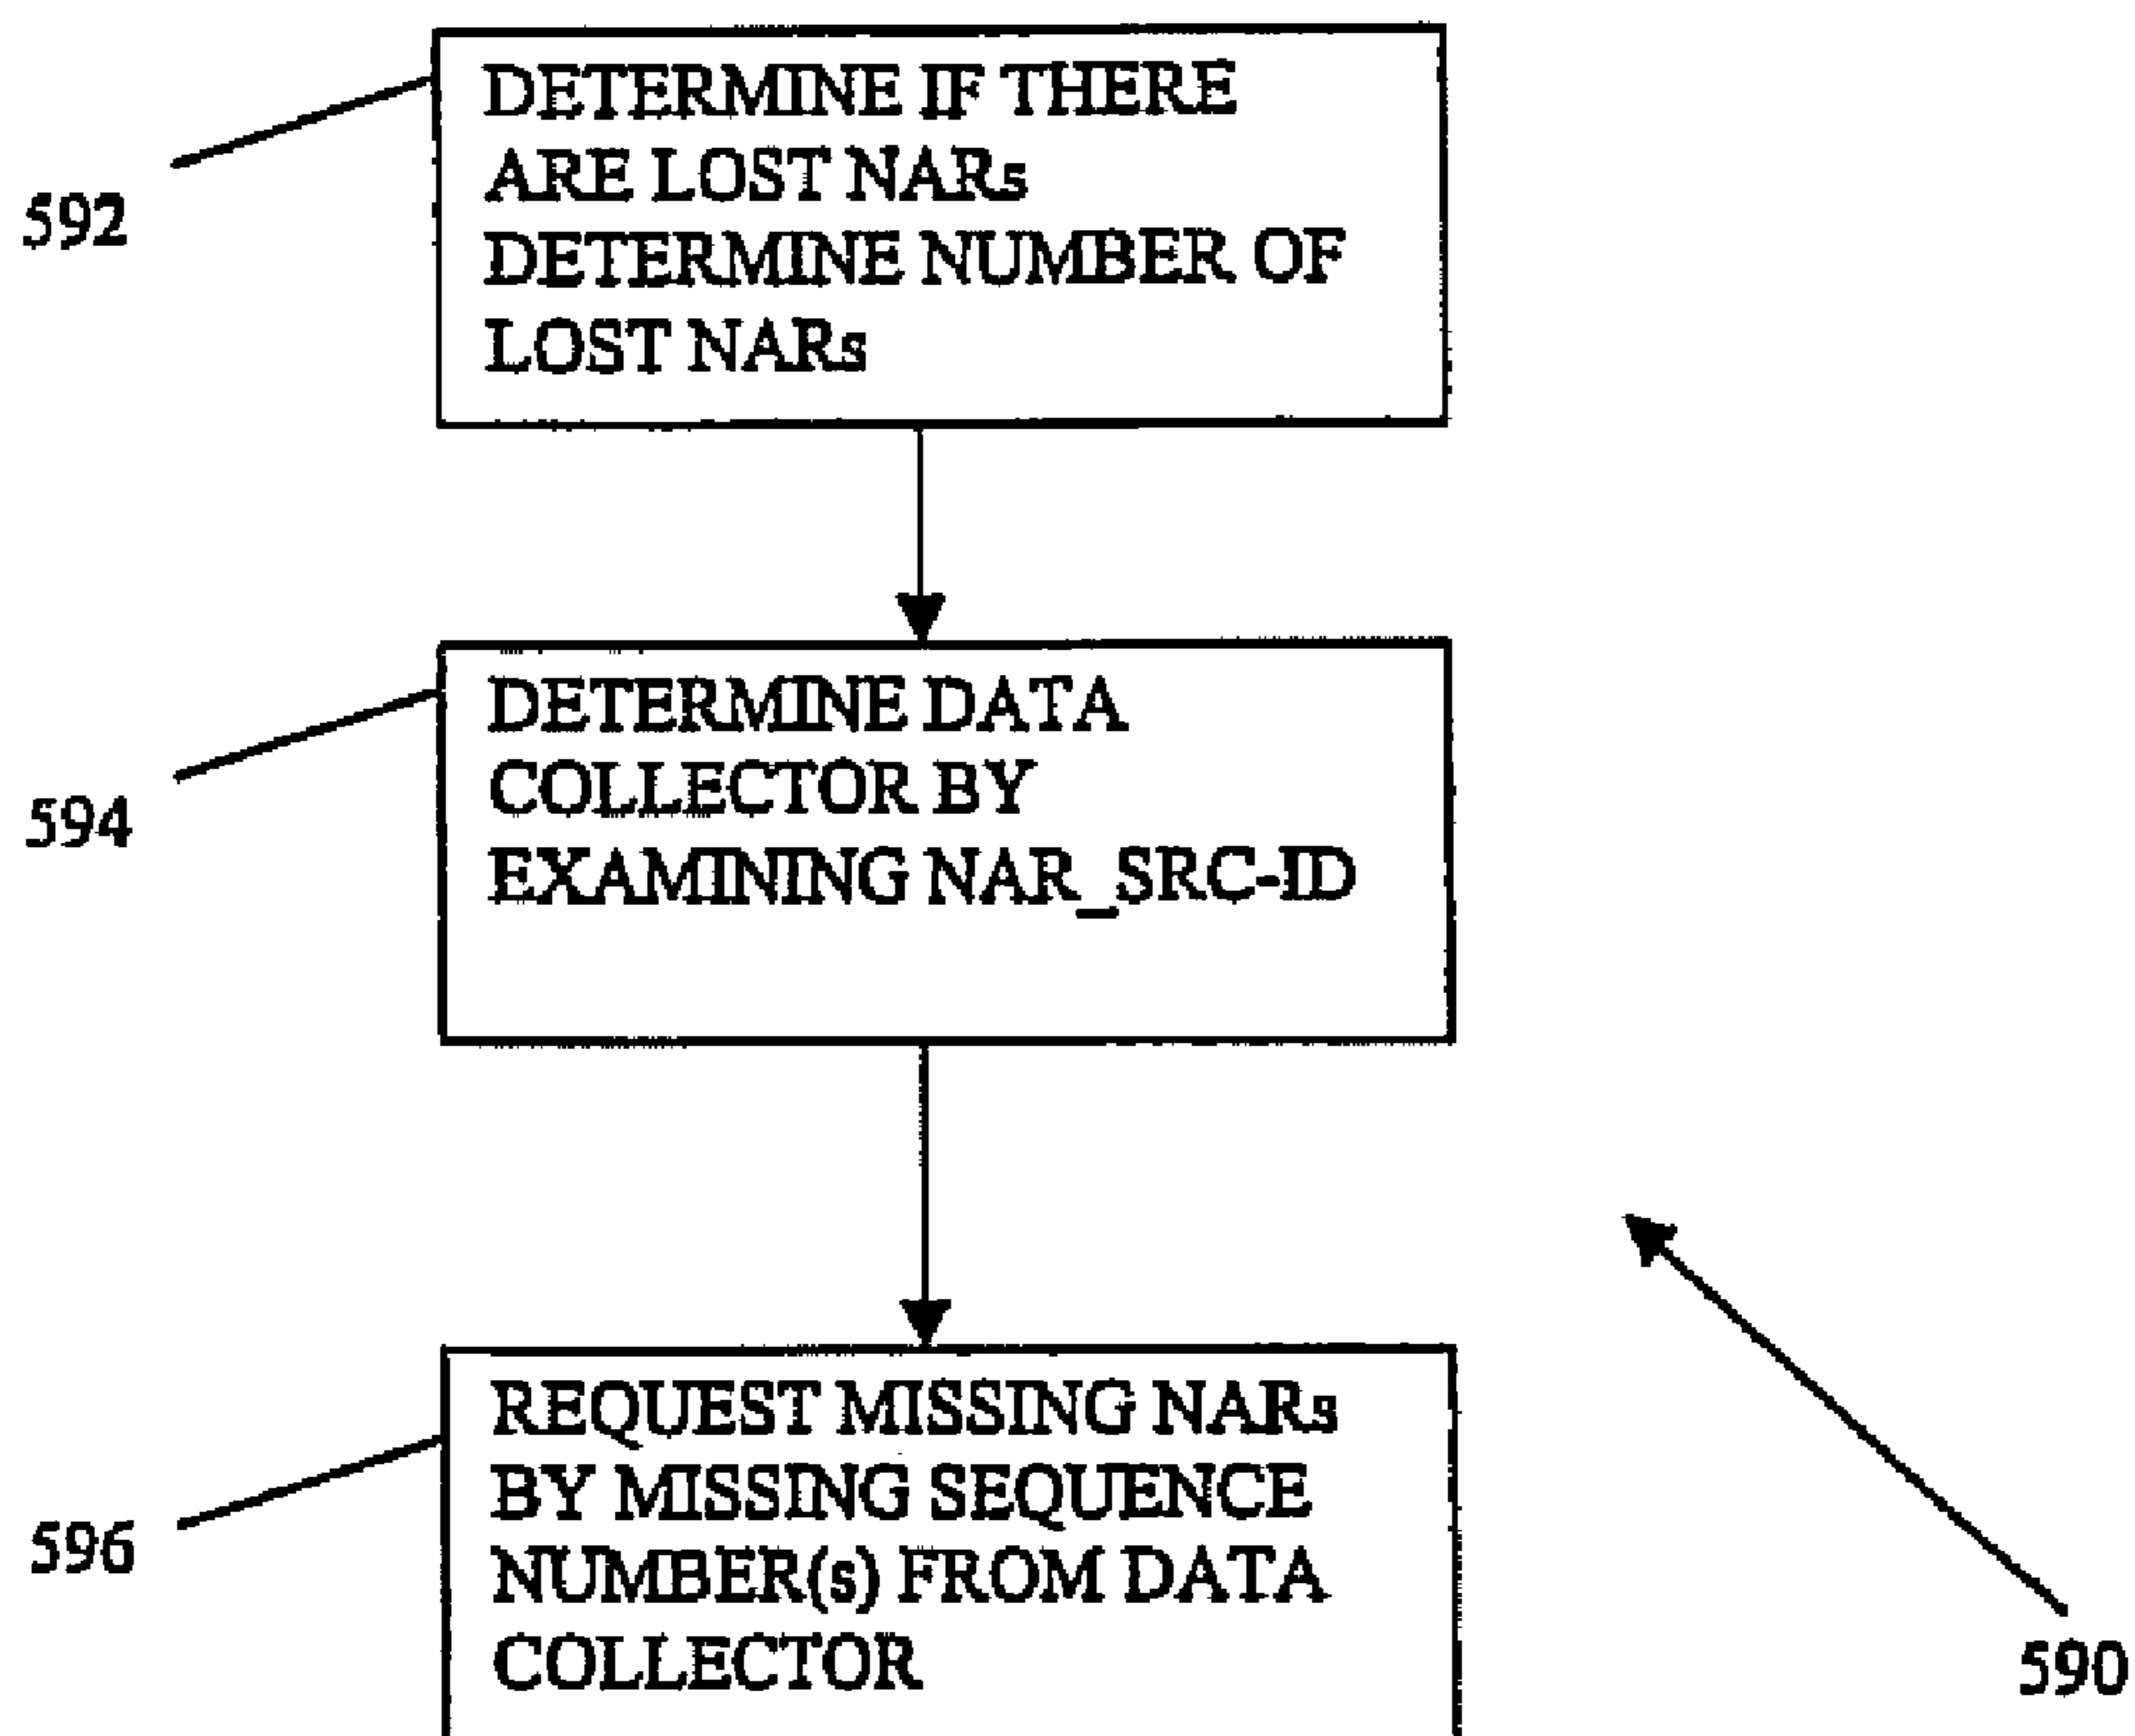 DETERMINE IF THERE
ARE LOST NARs
DETERMINE NUMBER OF
LOST NARs
592
DETERMINE DATA
COLLECTOR BY
EXAMINING NAR_SRC-ID
594
REQUEST MISSING NARs
BY MISSING SEQUENCE
NUMBER(s) FROM DATA
COLLECTOR
596
590